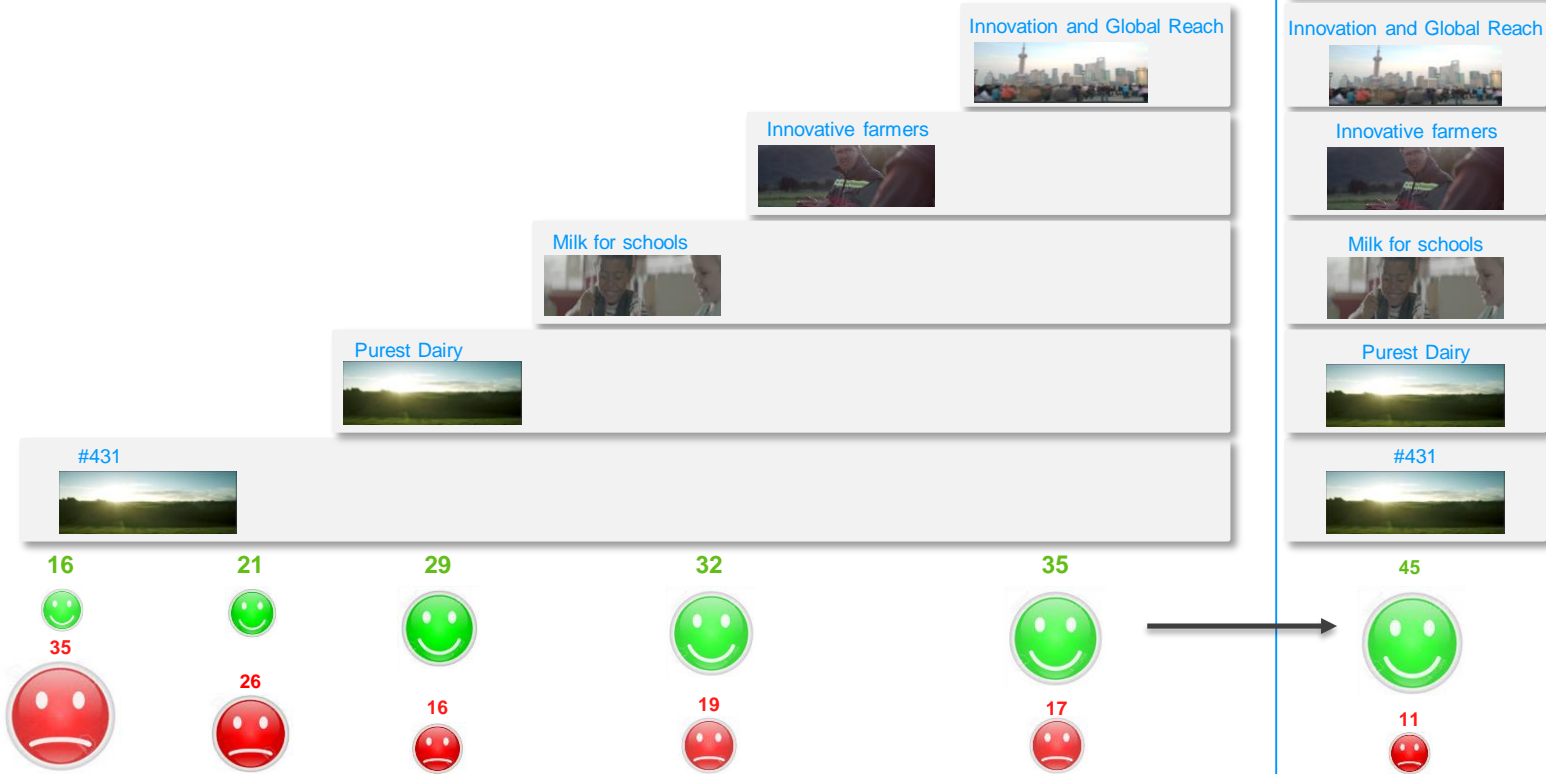 Innovation and Global Reach
Innovation and Global Reach
Innovative farmers
Innovative farmers
Milk for schools
Milk for schools
Purest Dairy
Purest Dairy
#431
#431
16 21 29 32 35 45
35 26 16 19 17 11